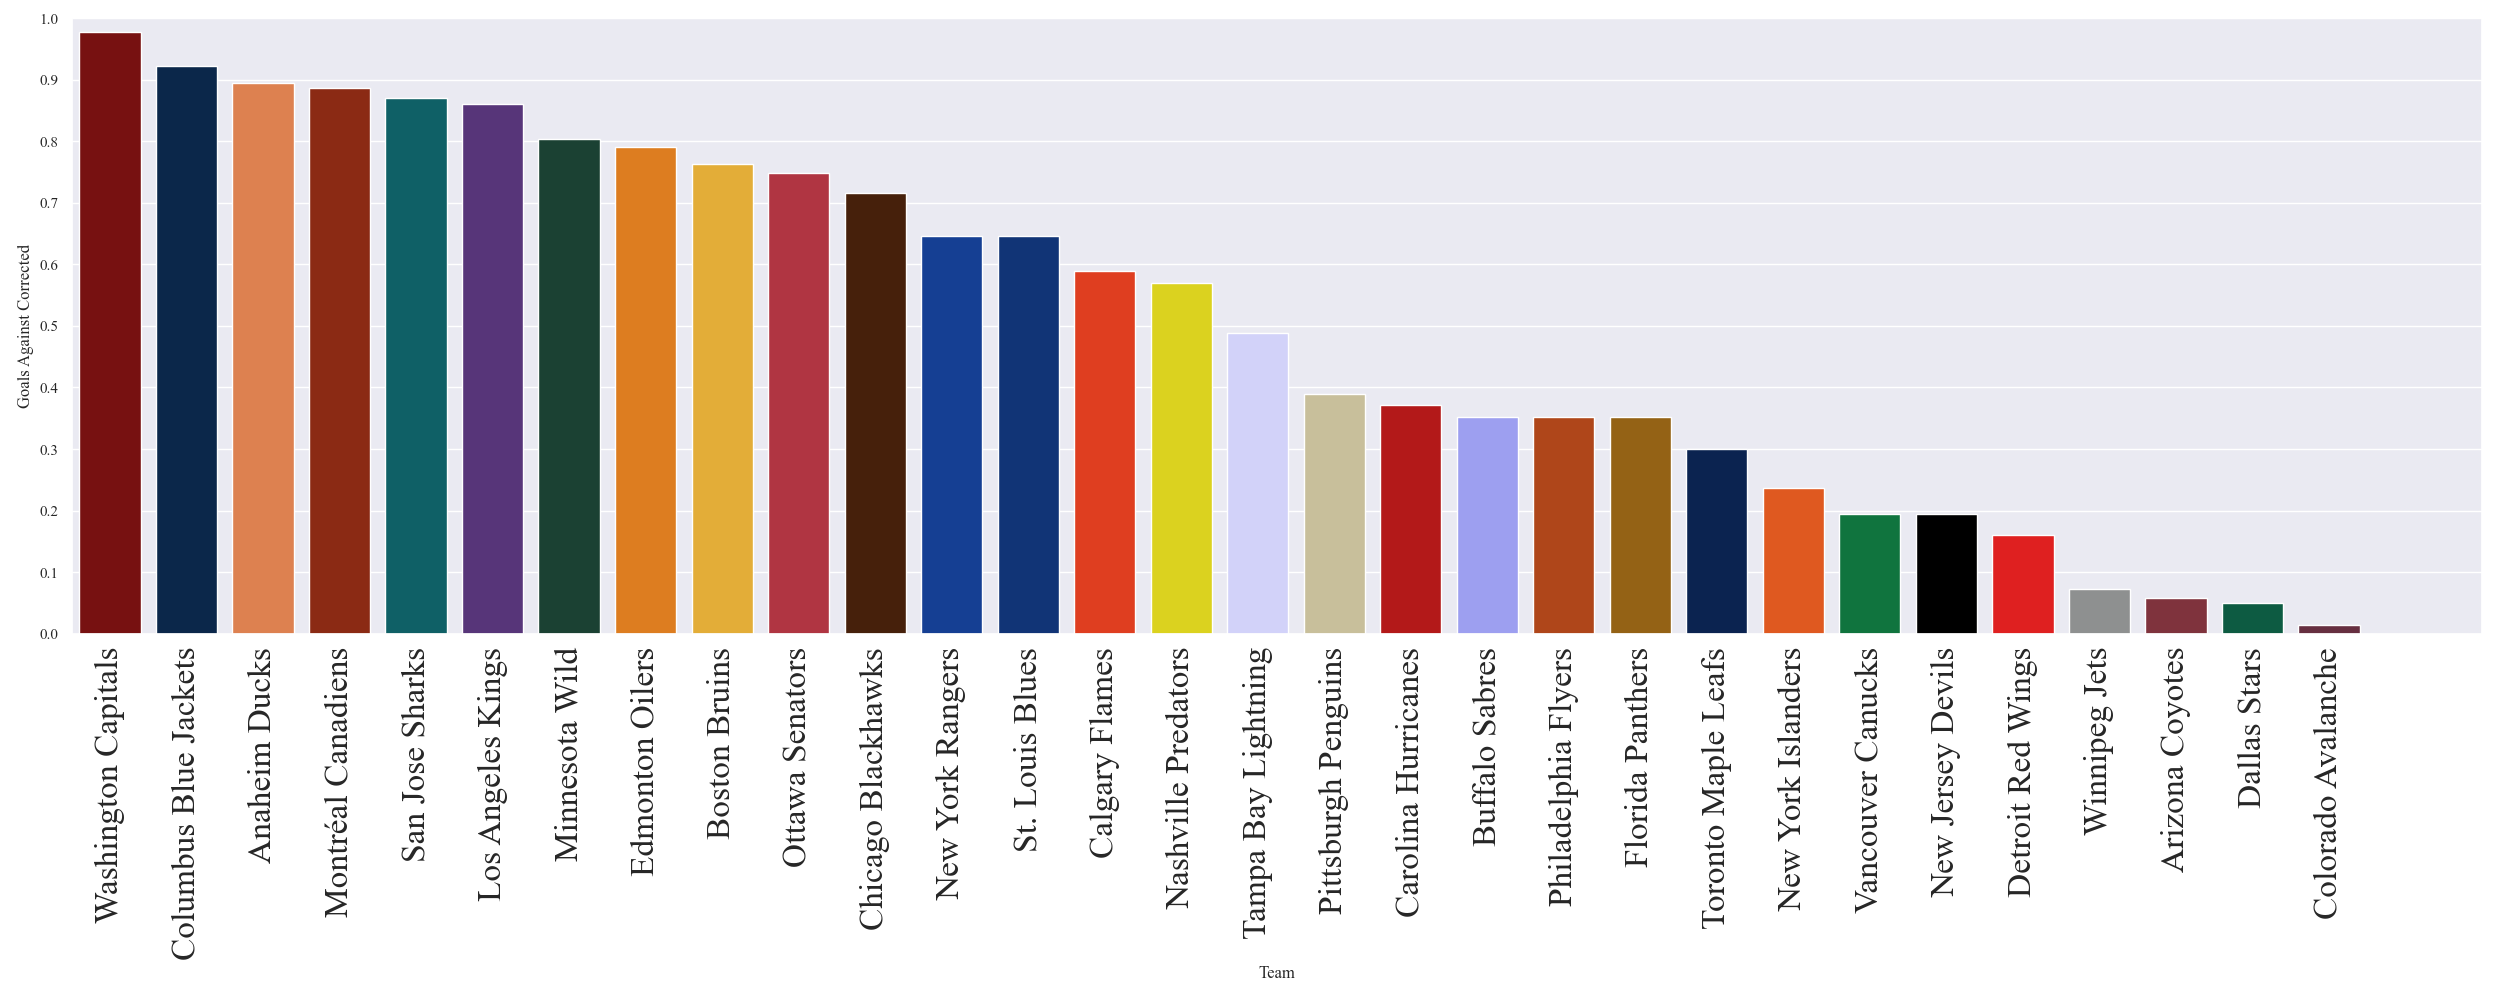 1.0
0.9
0.8
0.7
0.6
0.5
0.4
0.3
0.2
0.1
0.0
Goals Against Corrected
Washington Capitals
Columbus Blue Jackets
Anaheim Ducks
Montréal Canadiens
San Jose Sharks
Los Angeles Kings
Minnesota Wild
Edmonton Oilers
Boston Bruins
Ottawa Senators
Chicago Blackhawks
New York Rangers
St. Louis Blues
Calgary Flames
Nashville Predators
Tampa Bay Lightning
Pittsburgh Penguins
Carolina Hurricanes
Buffalo Sabres
Philadelphia Flyers
Florida Panthers
Toronto Maple Leafs
New York Islanders
Vancouver Canucks
New Jersey Devils
Detroit Red Wings
Winnipeg Jets
Arizona Coyotes
Dallas Stars
Colorado Avalanche
Team